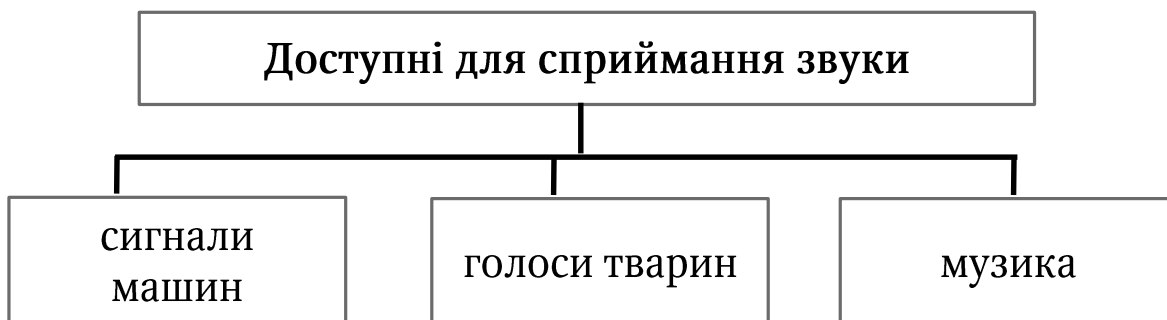 Доступні для сприймання звуки
сигнали
машин
голоси тварин
музика